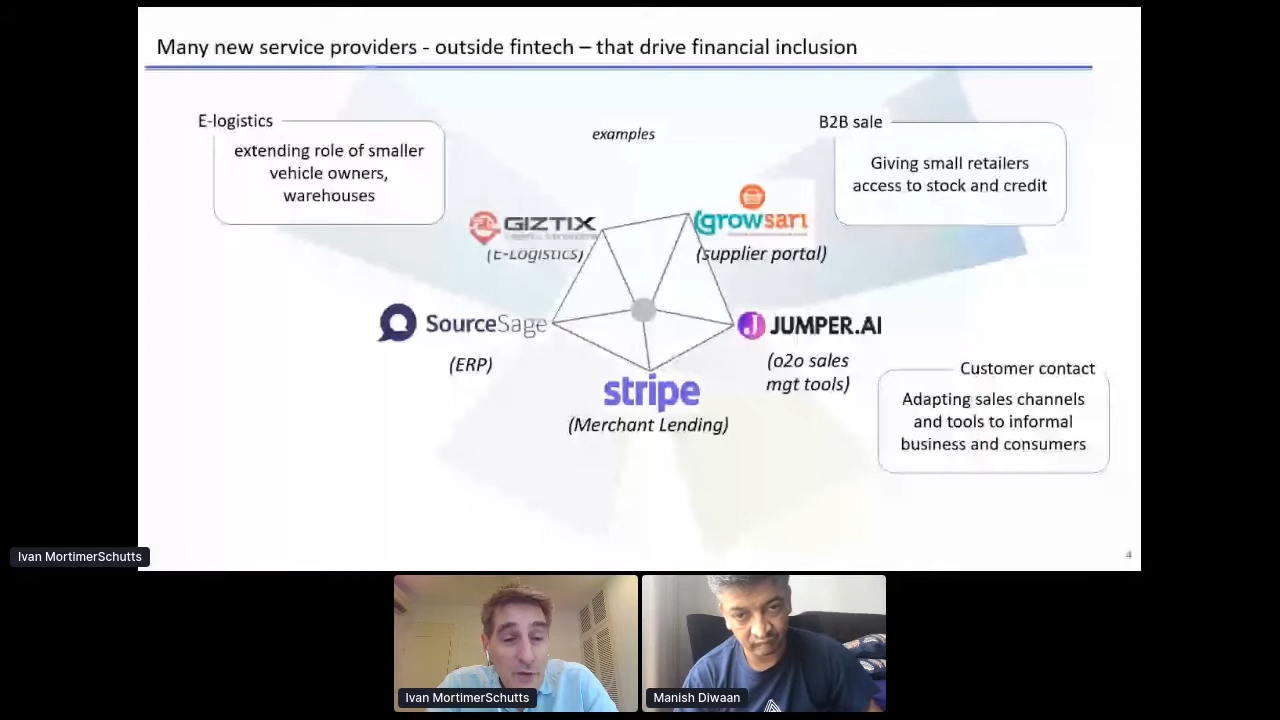 Many new service providers - outside fintech – that drive financial inclusion
E-logistics
extending role of smaller
vehicle owners,
warehouses
examples
B2B sale
Giving small retailers
access to stock and credit
GIZTIX
(E-Logistics)
growsari
(supplier portal)
SourceSage
(ERP)
JUMPER.AI
(o2o sales
mgt tools)
stripe
(Merchant Lending)
Customer contact
Adapting sales channels
and tools to informal
business and consumers
4
Ivan MortimerSchutts
Ivan MortimerSchutts
Manish Diwaan